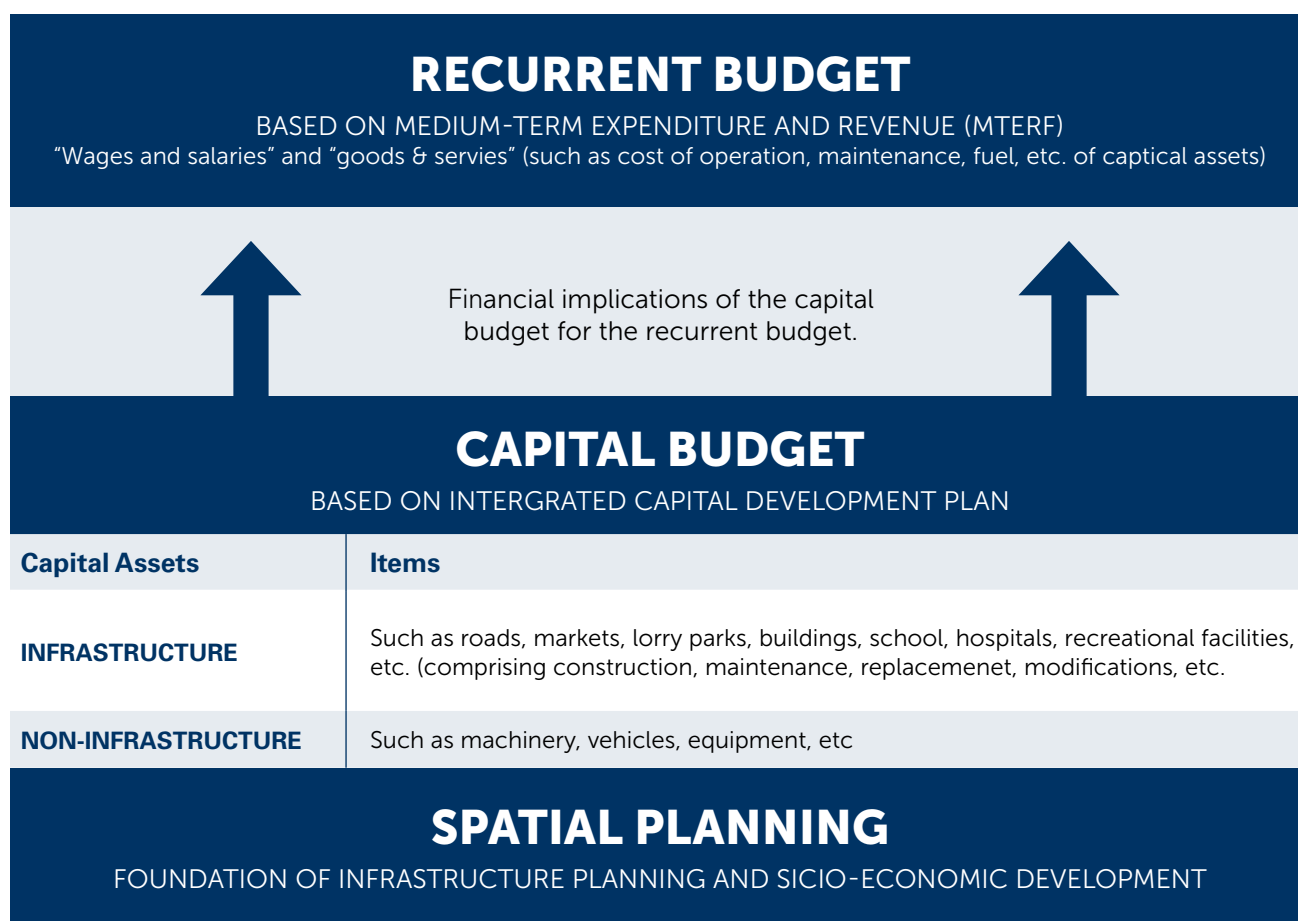 RECURRENT BUDGET
BASED ON MEDIUM-TERM EXPENDITURE AND REVENUE (MTERF)
“Wages and salaries” and “goods & servies” (such as cost of operation, maintenance, fuel, etc. of captical assets)
Financial implications of the capital
budget for the recurrent budget.
CAPITAL BUDGET
BASED ON INTERGRATED CAPITAL DEVELOPMENT PLAN
Capital Assets Items
INFRASTRUCTURE
Such as roads, markets, lorry parks, buildings, school, hospitals, recreational facilities,
etc. (comprising construction, maintenance, replacemenet, modifications, etc.
NON-INFRASTRUCTURE Such as machinery, vehicles, equipment, etc
SPATIAL PLANNING
FOUNDATION OF INFRASTRUCTURE PLANNING AND SICIO-ECONOMIC DEVELOPMENT